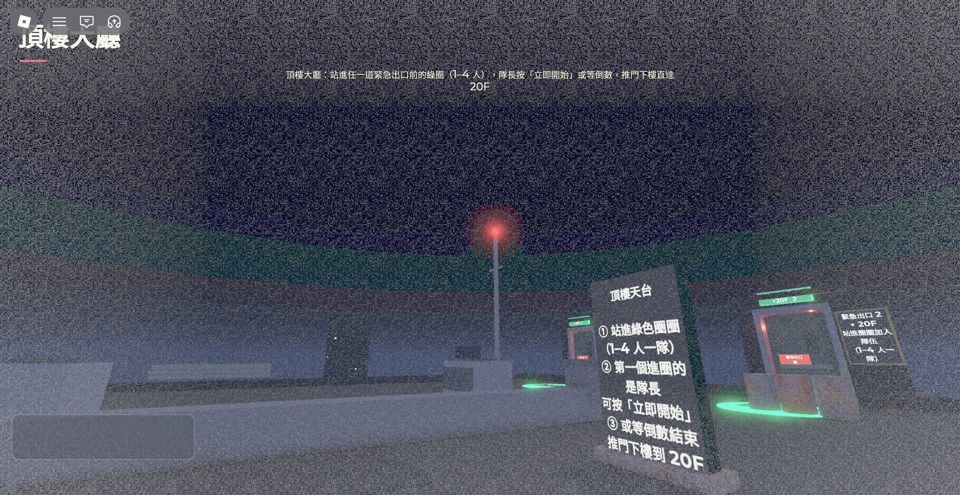 頂樓大廳
頂樓大廳：站進任一道緊急出口前的綠圈（1–4 人），隊長按「立即開始」或等倒數，推門下樓直達
20F
頂樓天台
① 站進綠色圈圈
（1–4 人一隊）
② 第一個進圈的
是隊長
可按「立即開始」
③ 或等倒數結束
推門下樓到 20F
20F 2
緊急出口 2
▼ 20F
站進圈圈加入
隊伍
（1–4 人一
隊）